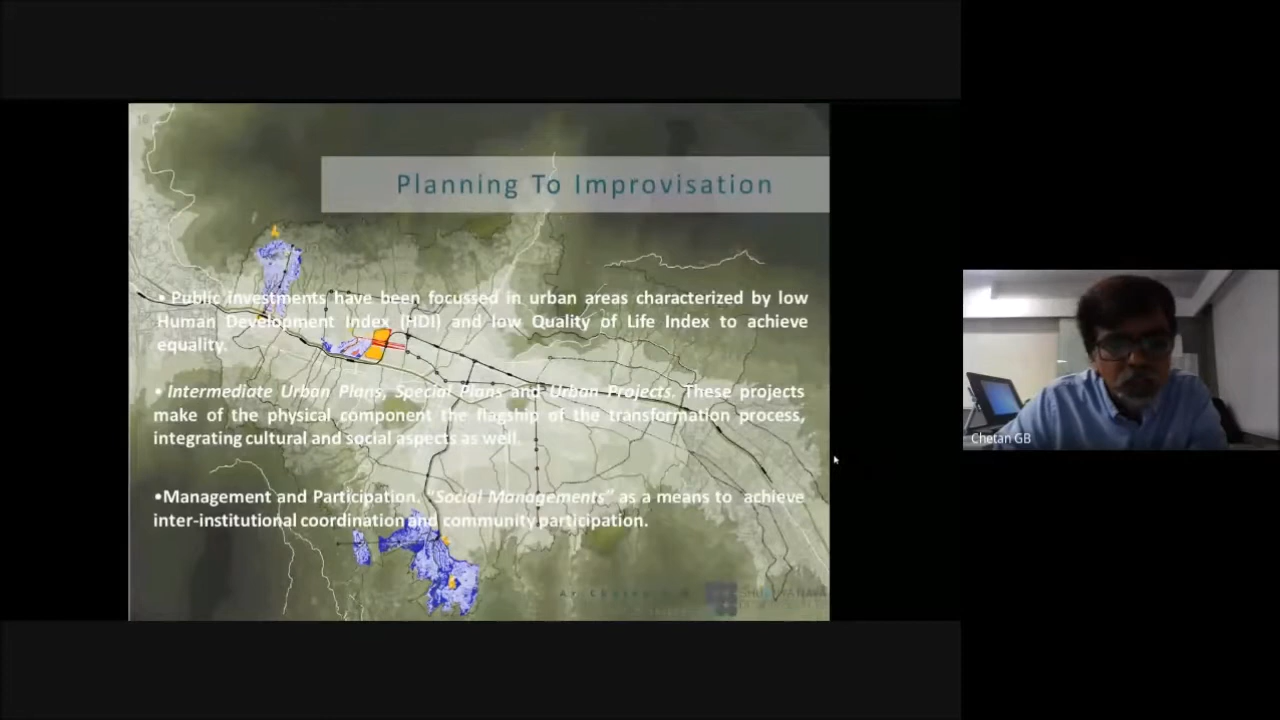 16
Planning To Improvisation
• Public investments have been focussed in urban areas characterized by low
Human Development Index (HDI) and low Quality of Life Index to achieve
equality.
• Intermediate Urban Plans, Special Plans and Urban Projects. These projects
make of the physical component the flagship of the transformation process,
integrating cultural and social aspects as well.
•Management and Participation. “Social Managements” as a means to achieve
inter-institutional coordination and community participation.
Chetan GB